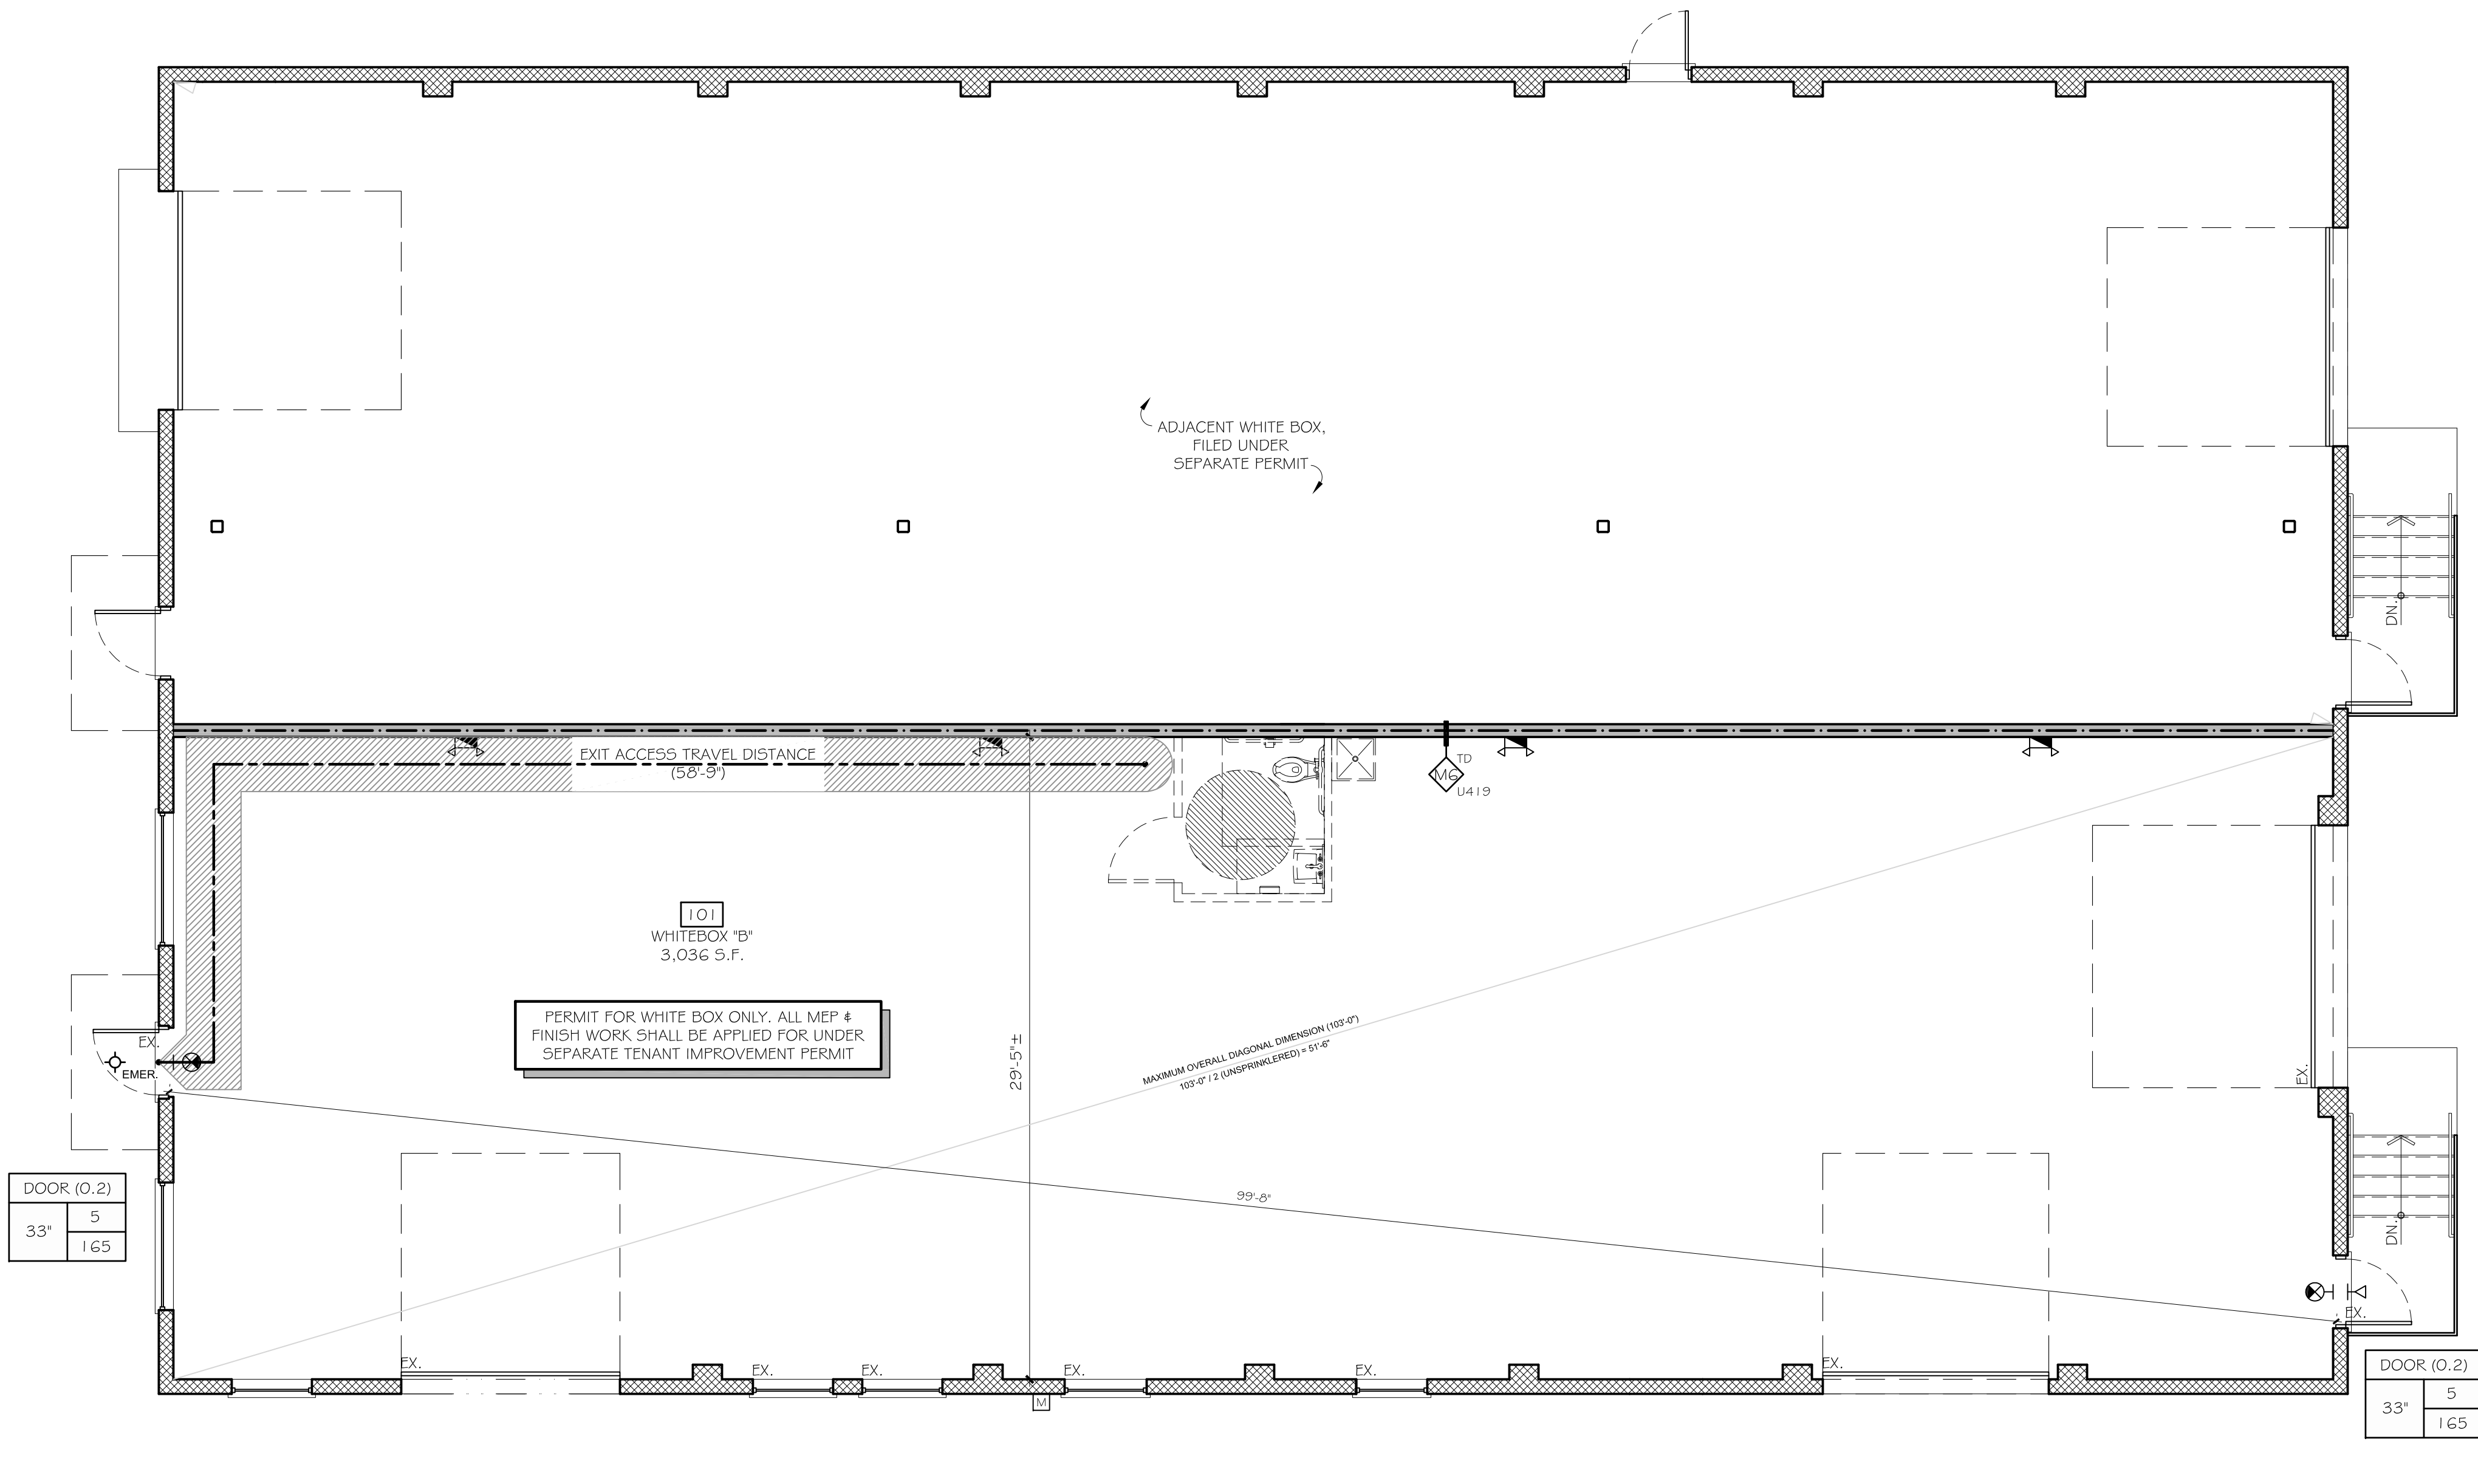 ADJACENT WHITE BOX,
FILED UNDER
SEPARATE PERMIT
DN.
EXIT ACCESS TRAVEL DISTANCE
(58'-9")
TD
M6
U419
101
WHITEBOX "B"
3,036 S.F.
PERMIT FOR WHITE BOX ONLY. ALL MEP &
FINISH WORK SHALL BE APPLIED FOR UNDER
SEPARATE TENANT IMPROVEMENT PERMIT
29'-5"±
MAXIMUM OVERALL DIAGONAL DIMENSION (103'-0")
103'-0" / 2 (UNSPRINKLERED) = 51'-6"
EX.
EMER.
EX.
99'-8"
DOOR (0.2)
33"
5
165
DN.
EX.
EX.
EX.
EX.
EX.
EX.
EX.
M
DOOR (0.2)
33"
5
165